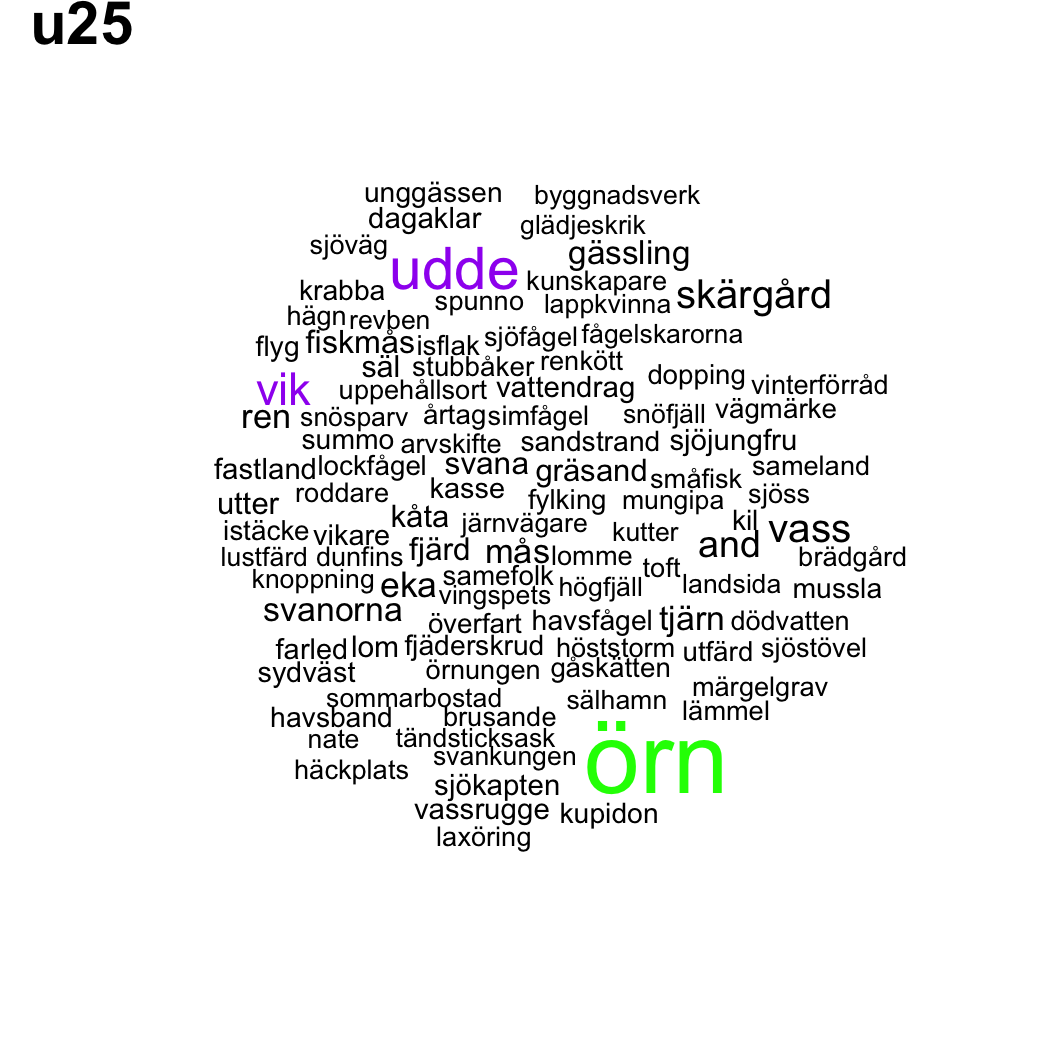 u25
unggässen byggnadsverk
dagaklar glädjeskrik
sjöväg udde gässling
krabba spunno kunskapare lappkvinna skärgård
hägn revben
flyg fiskmås isflak sjöfågel fågelskarorna
säl stubbåker renkött
vik uppehållsort vattendrag dopping vinterförråd
ren snösparv årtag simfågel snöfjäll vägmärke
summo arvskifte sandstrand sjöjungfru
fastland lockfågel svana gräsand småfisk sameland
utter roddare kasse fylking mungipa sjöss
istäcke vikare kåta järnvägare kutter kil vass
lustfärd dunfins fjärd mås lomme and brädgård
knoppning eka samefolk vingspets högfjäll toft landsida mussla
svanorna överfart havsfågel tjärn dödvatten
farled lom fjäderskrud höststorm utfärd sjöstövel
sydväst örnungen gåskätten
sommarbostad sälhamn märgelgrav
havsband brusande lämmel
nate tändsticksask örn
häckplats svankungen
sjökapten
vassrugge kupidon
laxöring